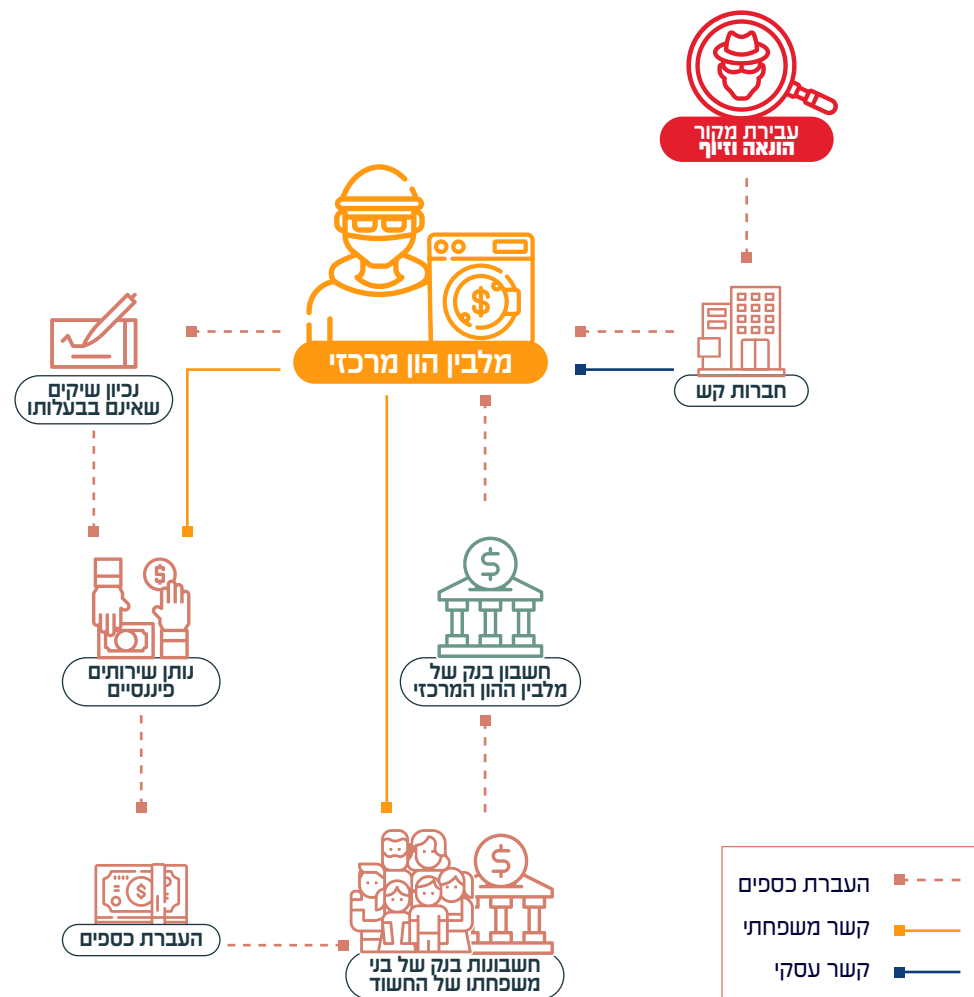 עבירת מקור
הונאה וזיוף
מלבין הון מרכזי
חברות קש
נכיון שיקים
שאינם בבעלותו
נותן שירותים
פיננסיים
חשבון בנק של
מלבין ההון המרכזי
העברת כספים
חשבונות בנק של בני
משפחתו של החשוד
העברת כספים
קשר משפחתי
קשר עסקי